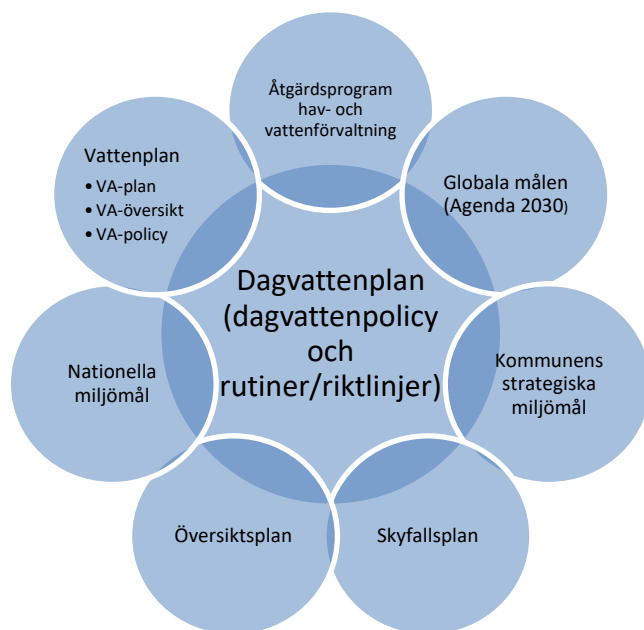 Åtgärdsprogram
hav- och
vattenförvaltning
Vattenplan
• VA-plan
• VA-översikt
• VA-policy
Globala målen
(Agenda 2030)
Dagvattenplan
(dagvattenpolicy
och
rutiner/riktlinjer)
Nationella
miljömål
Kommunens
strategiska
miljömål
Översiktsplan
Skyfallsplan